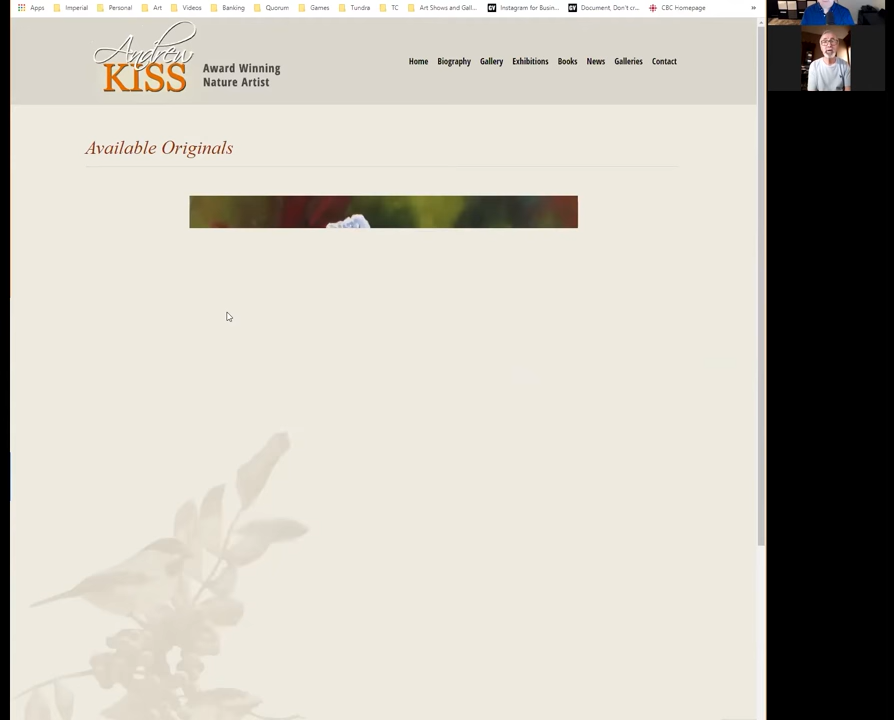 Apps Imperial Personal Art Videos Banking Quorum Games Tundra TC Art Shows and Gall... Instagram for Busin... Document, Don't cr... CBC Homepage »
Andrew
KISS
Award Winning
Nature Artist
Home Biography Gallery Exhibitions Books News Galleries Contact
Available Originals